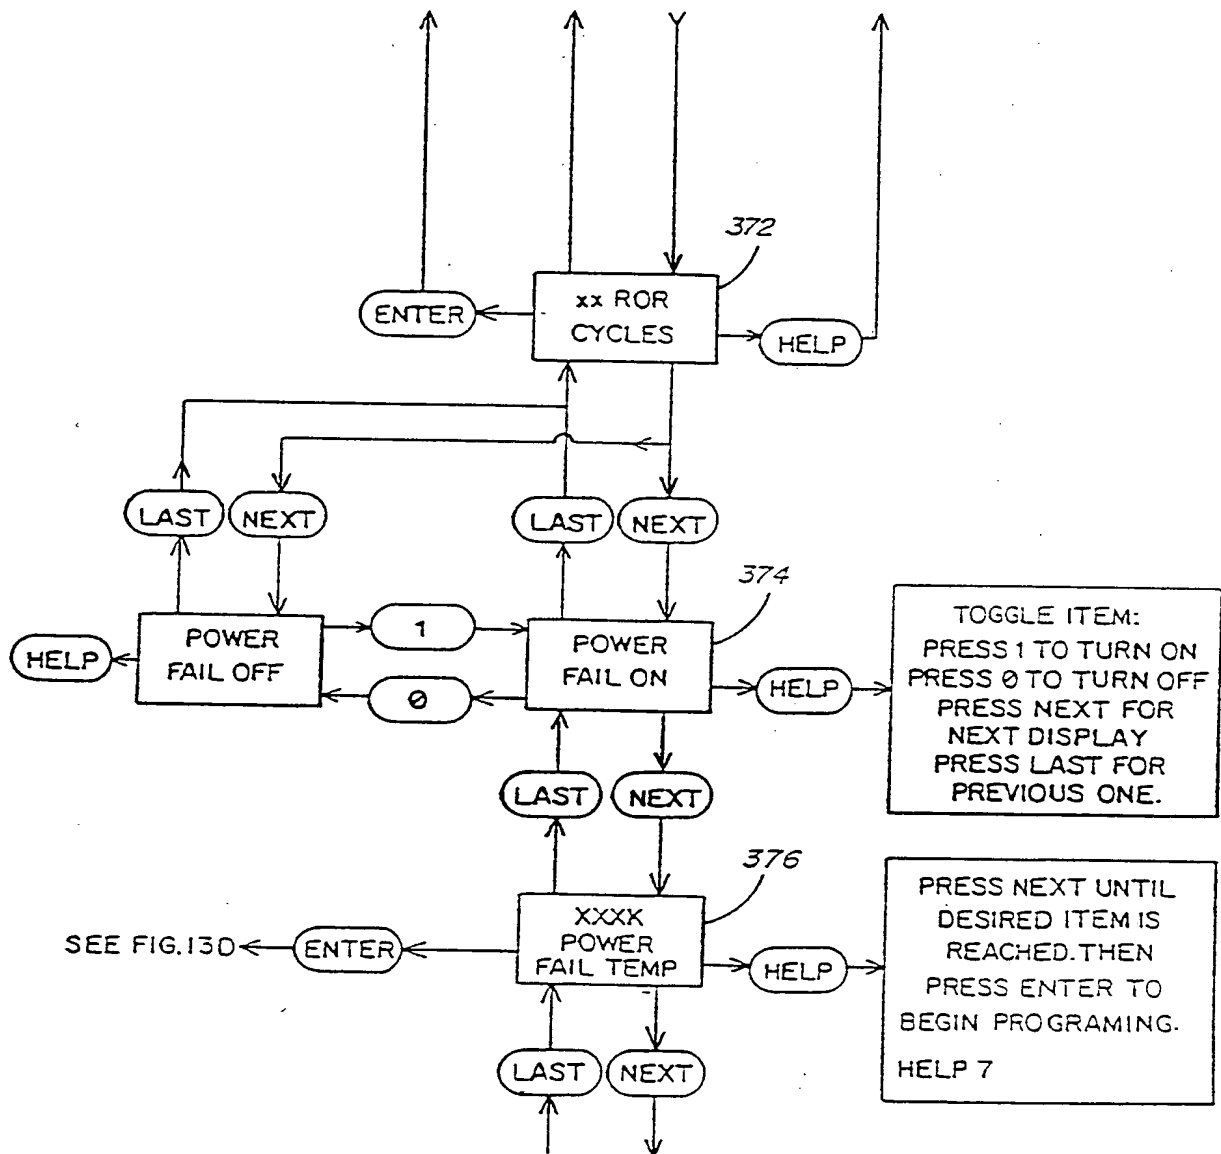 Y
372
xx ROR
CYCLES
ENTER
HELP
LAST
NEXT
LAST
NEXT
374
POWER
FAIL OFF
HELP
1
0
POWER
FAIL ON
HELP
TOGGLE ITEM:
PRESS 1 TO TURN ON
PRESS 0 TO TURN OFF
PRESS NEXT FOR
NEXT DISPLAY
PRESS LAST FOR
PREVIOUS ONE.
LAST
NEXT
376
XXXK
POWER
FAIL TEMP
SEE FIG.13D
ENTER
HELP
PRESS NEXT UNTIL
DESIRED ITEM IS
REACHED.THEN
PRESS ENTER TO
BEGIN PROGRAMING.
HELP 7
LAST
NEXT